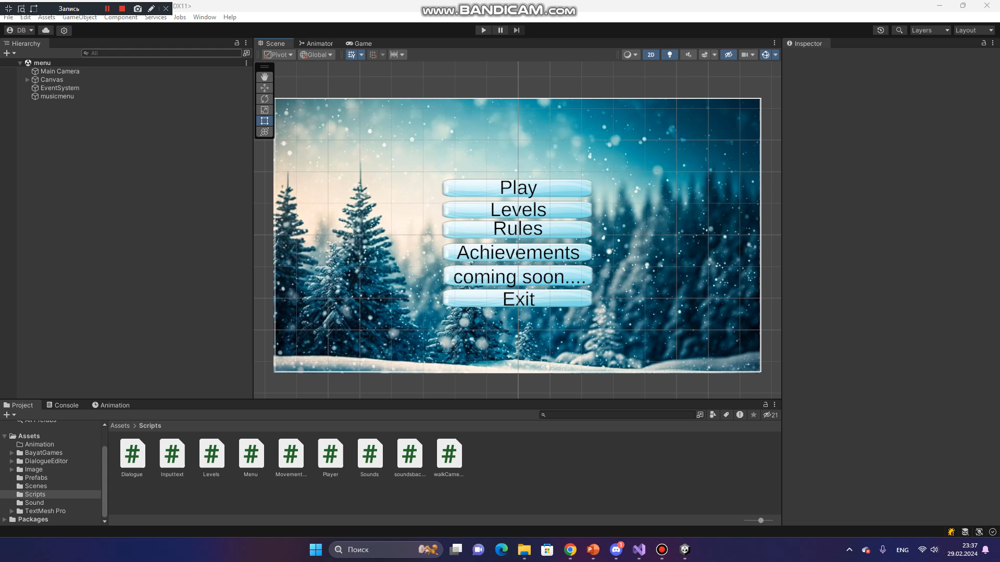 Запись
DX11>
www.BANDICAM.com
File Edit Assets GameObject Component Services Jobs Window Help
DB
Layers
Layout
Hierarchy
Scene
Animator
Game
Inspector
All
Pivot
Global
2D
menu
Main Camera
Canvas
EventSystem
musicmenu
Play
Levels
Rules
Achievements
coming soon....
Exit
Project
Console
Animation
21
All Prefabs
Assets
Animation
BayatGames
DialogueEditor
Image
Prefabs
Scenes
Scripts
Sound
TextMesh Pro
Packages
Assets > Scripts
Dialogue
Inputtext
Levels
Menu
Movement...
Player
Sounds
soundsbac...
walkCame...
Поиск
1
ENG
23:37
29.02.2024